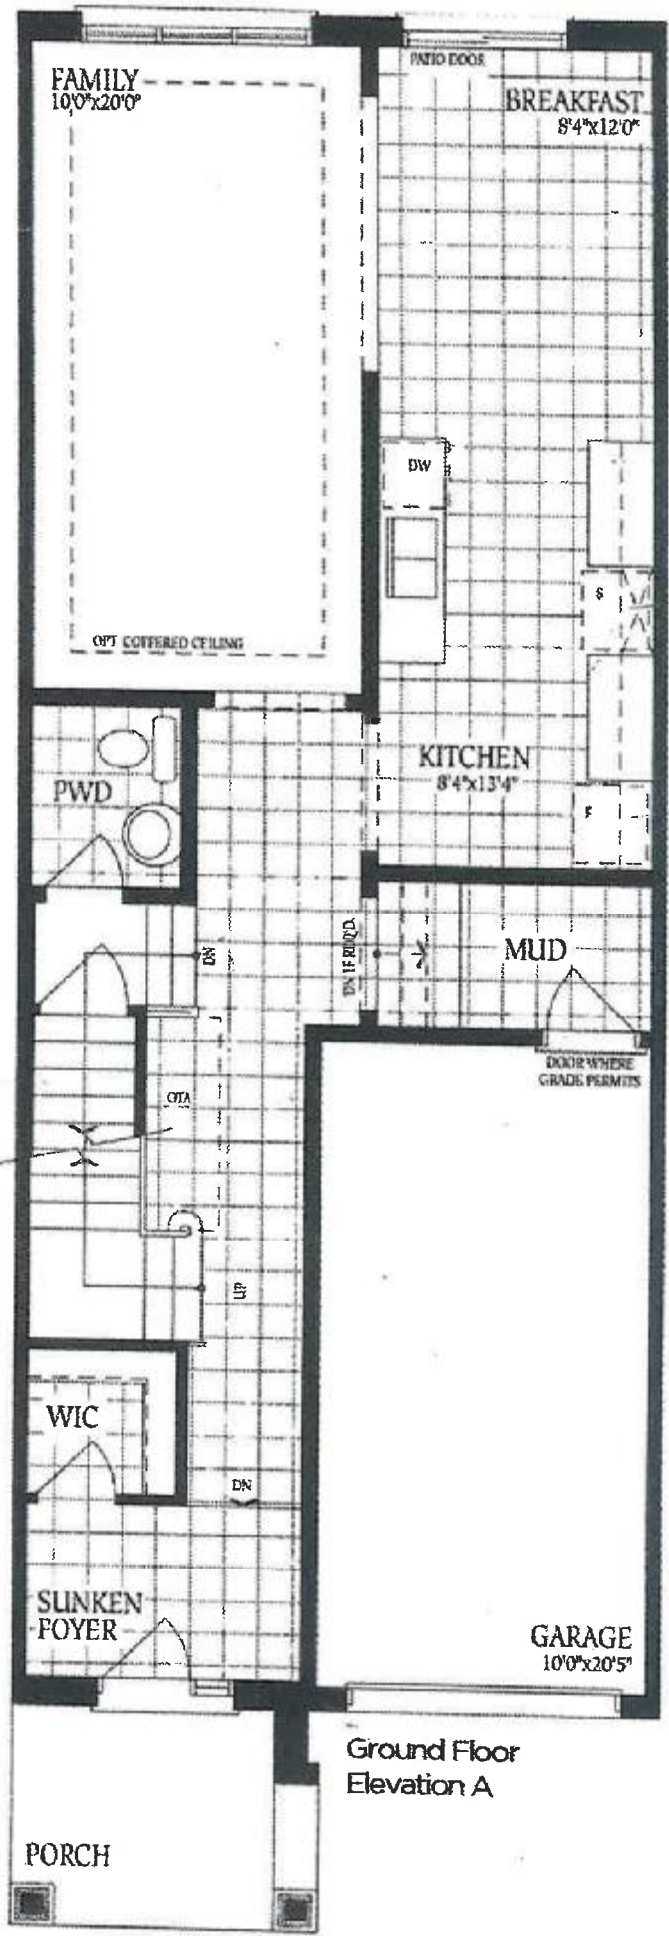 FAMILY
10'0"x20'0"
PATIO DOOR
BREAKFAST
8'4"x12'0"
DW
S
OPT COFFERED CEILING
KITCHEN
8'4"x13'4"
F
PWD
DN
DN IF REQ'D.
MUD
DOOR WHERE
GRADE PERMITS
OTA
UP
WIC
DN
SUNKEN
FOYER
GARAGE
10'0"x20'5"
Ground Floor
Elevation A
PORCH